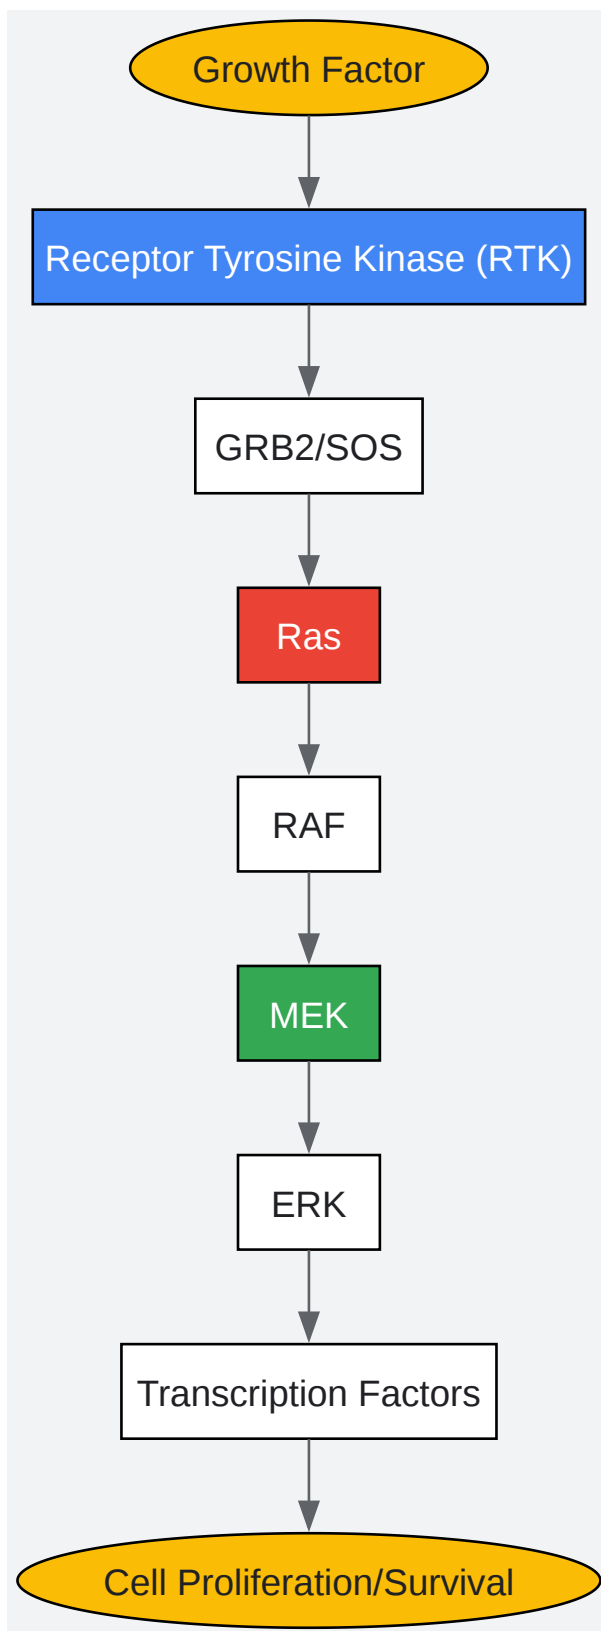 Growth Factor
Receptor Tyrosine Kinase (RTK)
GRB2/SOS
Ras
RAF
MEK
ERK
Transcription Factors
Cell Proliferation/Survival